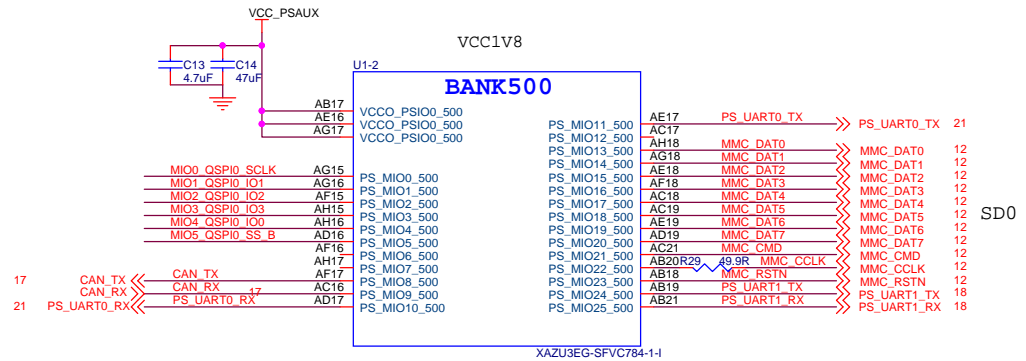 VCC_PSAUX
VCC1V8
C13
4.7uF
C14
47uF
U1-2
BANK500
AB17 VCCO_PSIO0_500
AE16 VCCO_PSIO0_500
AG17 VCCO_PSIO0_500
MIO0_QSPI0_SCLK AG15 PS_MIO0_500
MIO1_QSPI0_IO1 AG16 PS_MIO1_500
MIO2_QSPI0_IO2 AF15 PS_MIO2_500
MIO3_QSPI0_IO3 AH15 PS_MIO3_500
MIO4_QSPI0_IO0 AH16 PS_MIO4_500
MIO5_QSPI0_SS_B AD16 PS_MIO5_500
AF16 PS_MIO6_500
AH17 PS_MIO7_500
17 CAN_TX CAN_TX AF17 PS_MIO8_500
CAN_RX CAN_RX 17 AC16 PS_MIO9_500
21 PS_UART0_RX PS_UART0_RX AD17 PS_MIO10_500
PS_MIO11_500 AE17 PS_UART0_TX PS_UART0_TX 21
PS_MIO12_500 AC17
PS_MIO13_500 AH18 MMC_DAT0 MMC_DAT0 12
PS_MIO14_500 AG18 MMC_DAT1 MMC_DAT1 12
PS_MIO15_500 AE18 MMC_DAT2 MMC_DAT2 12
PS_MIO16_500 AF18 MMC_DAT3 MMC_DAT3 12
PS_MIO17_500 AC18 MMC_DAT4 MMC_DAT4 12
PS_MIO18_500 AC19 MMC_DAT5 MMC_DAT5 12
PS_MIO19_500 AE19 MMC_DAT6 MMC_DAT6 12
PS_MIO20_500 AD19 MMC_DAT7 MMC_DAT7 12
PS_MIO21_500 AC21 MMC_CMD MMC_CMD 12
PS_MIO22_500 AB20 R29 49.9R MMC_CCLK MMC_CCLK 12
PS_MIO23_500 AB18 MMC_RSTN MMC_RSTN 12
PS_MIO24_500 AB19 PS_UART1_TX PS_UART1_TX 18
PS_MIO25_500 AB21 PS_UART1_RX PS_UART1_RX 18
SD0
XAZU3EG-SFVC784-1-I